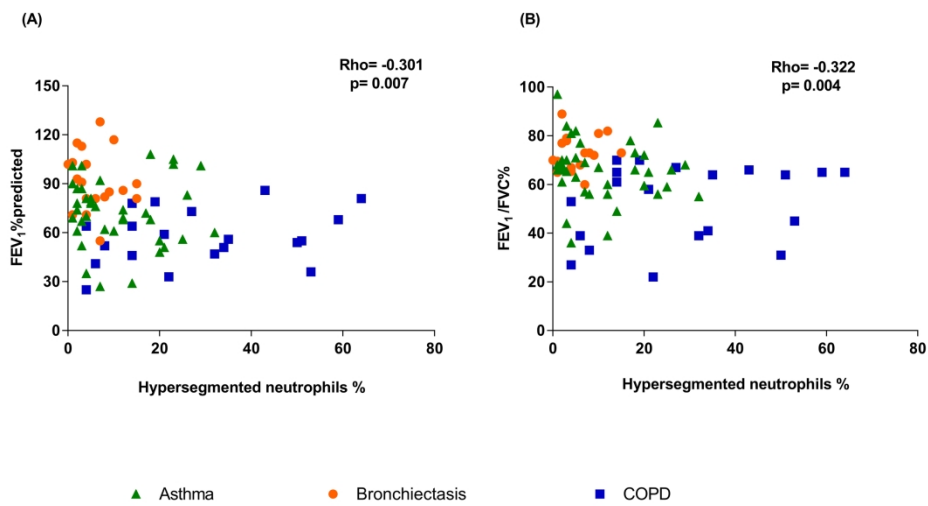 (A)
Rho= -0.301
p= 0.007
FEV1%predicted
150
120
90
60
30
0
0 20 40 60 80
Hypersegmented neutrophils %
(B)
Rho= -0.322
p= 0.004
FEV1 /FVC%
100
80
60
40
20
0
0 20 40 60 80
Hypersegmented neutrophils %
Asthma Bronchiectasis COPD